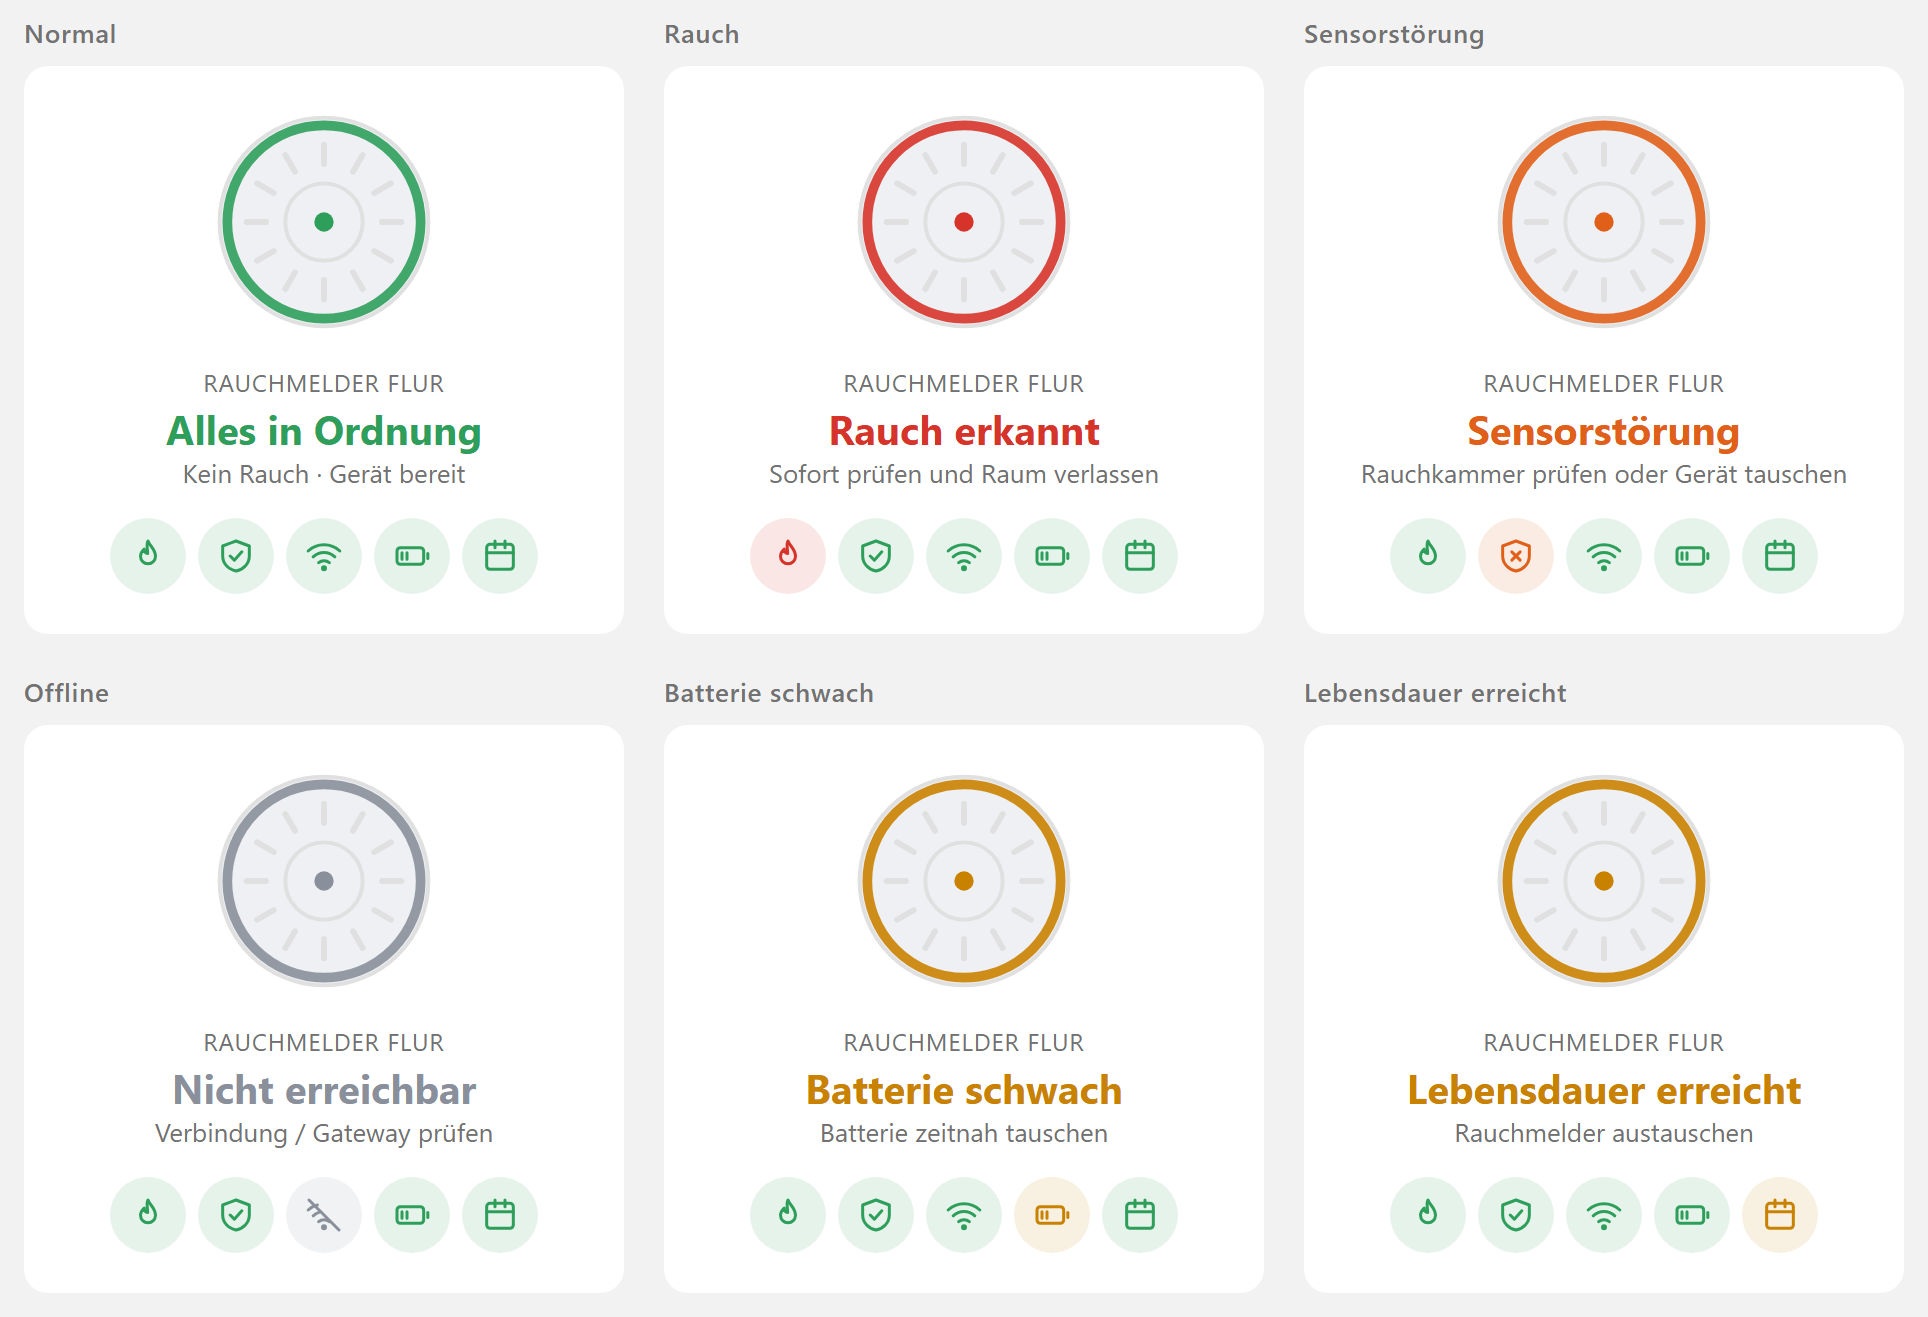 Normal
RAUCHMELDER FLUR
Alles in Ordnung
Kein Rauch · Gerät bereit
Rauch
RAUCHMELDER FLUR
Rauch erkannt
Sofort prüfen und Raum verlassen
Sensorstörung
RAUCHMELDER FLUR
Sensorstörung
Rauchkammer prüfen oder Gerät tauschen
Offline
RAUCHMELDER FLUR
Nicht erreichbar
Verbindung / Gateway prüfen
Batterie schwach
RAUCHMELDER FLUR
Batterie schwach
Batterie zeitnah tauschen
Lebensdauer erreicht
RAUCHMELDER FLUR
Lebensdauer erreicht
Rauchmelder austauschen